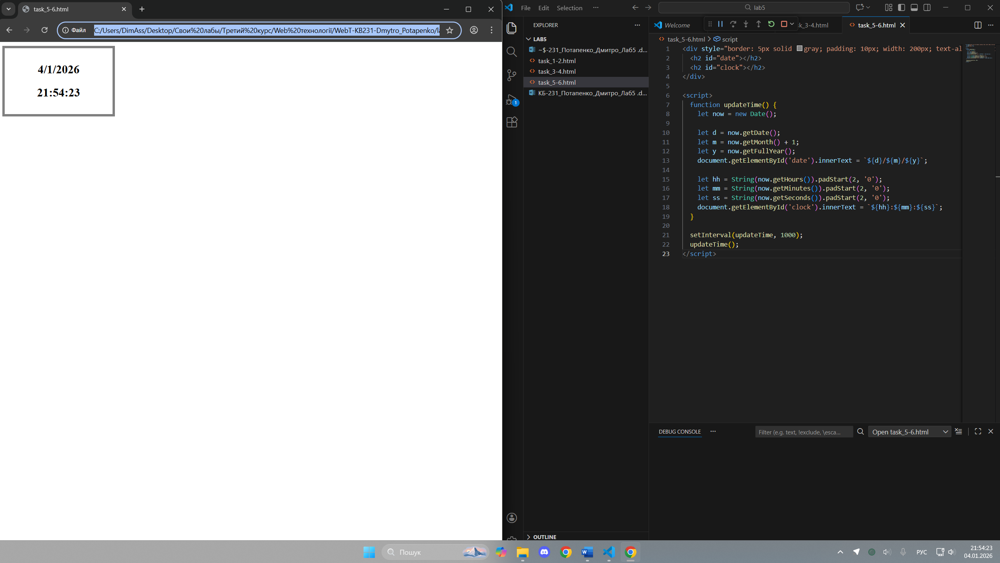 task_5-6.html
Файл
C:/Users/DimAss/Desktop/Свои%20лабы/Третий%20курс/Web%20технології/WebT-KB231-Dmytro_Potapenko/la
4/1/2026
21:54:23
File Edit Selection ···
lab5
EXPLORER
LAB5
~$-231_Потапенко_Дмитро_Лаб5 .d...
task_1-2.html
task_3-4.html
task_5-6.html
КБ-231_Потапенко_Дмитро_Лаб5 .d...
OUTLINE
1
Welcome
sk_3-4.html
task_5-6.html
task_5-6.html > script
1 <div style="border: 5px solid gray; padding: 10px; width: 200px; text-al
2 <h2 id="date"></h2>
3 <h2 id="clock"></h2>
4 </div>
5
6 <script>
7 function updateTime() {
8 let now = new Date();
9
10 let d = now.getDate();
11 let m = now.getMonth() + 1;
12 let y = now.getFullYear();
13 document.getElementById('date').innerText = `${d}/${m}/${y}`;
14
15 let hh = String(now.getHours()).padStart(2, '0');
16 let mm = String(now.getMinutes()).padStart(2, '0');
17 let ss = String(now.getSeconds()).padStart(2, '0');
18 document.getElementById('clock').innerText = `${hh}:${mm}:${ss}`;
19 }
20
21 setInterval(updateTime, 1000);
22 updateTime();
23 </script>
DEBUG CONSOLE ···
Filter (e.g. text, !exclude, \esca...
Open task_5-6.html
Пошук
РУС
21:54:23
04.01.2026